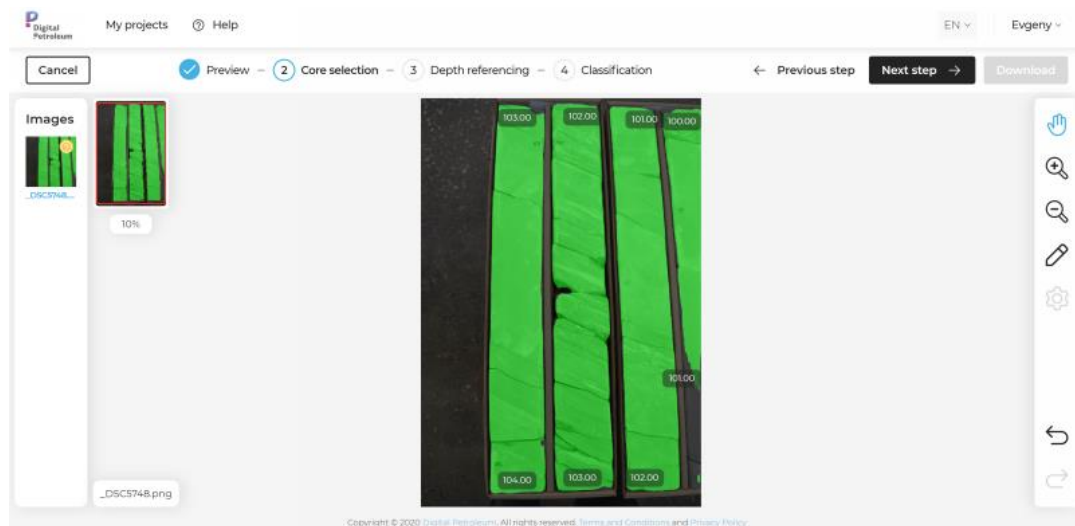 Digital
Petroleum
My projects
? Help
EN
Evgeny
Cancel
Preview – 2 Core selection – 3 Depth referencing – 4 Classification
← Previous step
Next step →
Download
Images
_DSC5748...
10%
103.00
102.00
101.00
100.00
101.00
104.00
103.00
102.00
_DSC5748.png
Copyright © 2020 Digital Petroleum. All rights reserved. Terms and Conditions and Privacy Policy